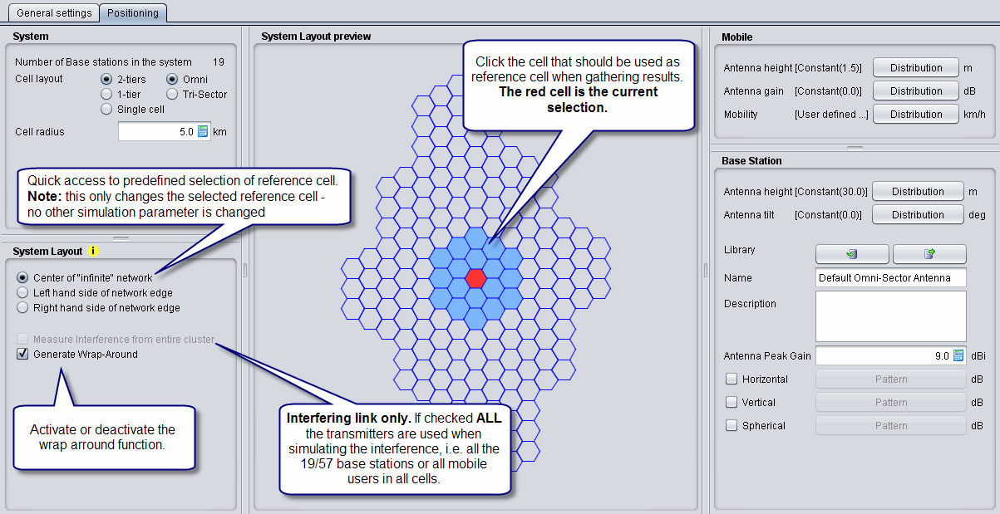 General settings
Positioning
System
Number of Base stations in the system 19
Cell layout 2-tiers Omni
1-tier Tri-Sector
Single cell
Cell radius 5.0 km
Quick access to predefined selection of reference cell.
Note: this only changes the selected reference cell -
no other simulation parameter is changed
System Layout i
Center of "infinite" network
Left hand side of network edge
Right hand side of network edge
Measure Interference from entire cluster
Generate Wrap-Around
Activate or deactivate the
wrap arround function.
System Layout preview
Click the cell that should be used as
reference cell when gathering results.
The red cell is the current
selection.
Interfering link only. If checked ALL
the transmitters are used when
simulating the interference, i.e. all the
19/57 base stations or all mobile
users in all cells.
Mobile
Antenna height [Constant(1.5)] Distribution m
Antenna gain [Constant(0.0)] Distribution dB
Mobility [User defined ...] Distribution km/h
Base Station
Antenna height [Constant(30.0)] Distribution m
Antenna tilt [Constant(0.0)] Distribution deg
Library
Name Default Omni-Sector Antenna
Description
Antenna Peak Gain 9.0 dBi
Horizontal Pattern dB
Vertical Pattern dB
Spherical Pattern dB